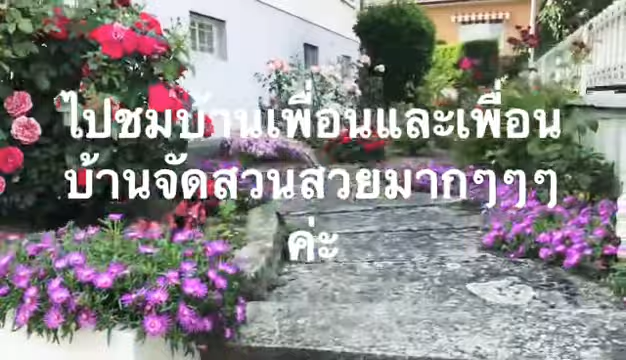 ไปชมบ้านเพื่อนและเพื่อน
บ้านจัดสวนสวยมากๆๆๆ
ค่ะ